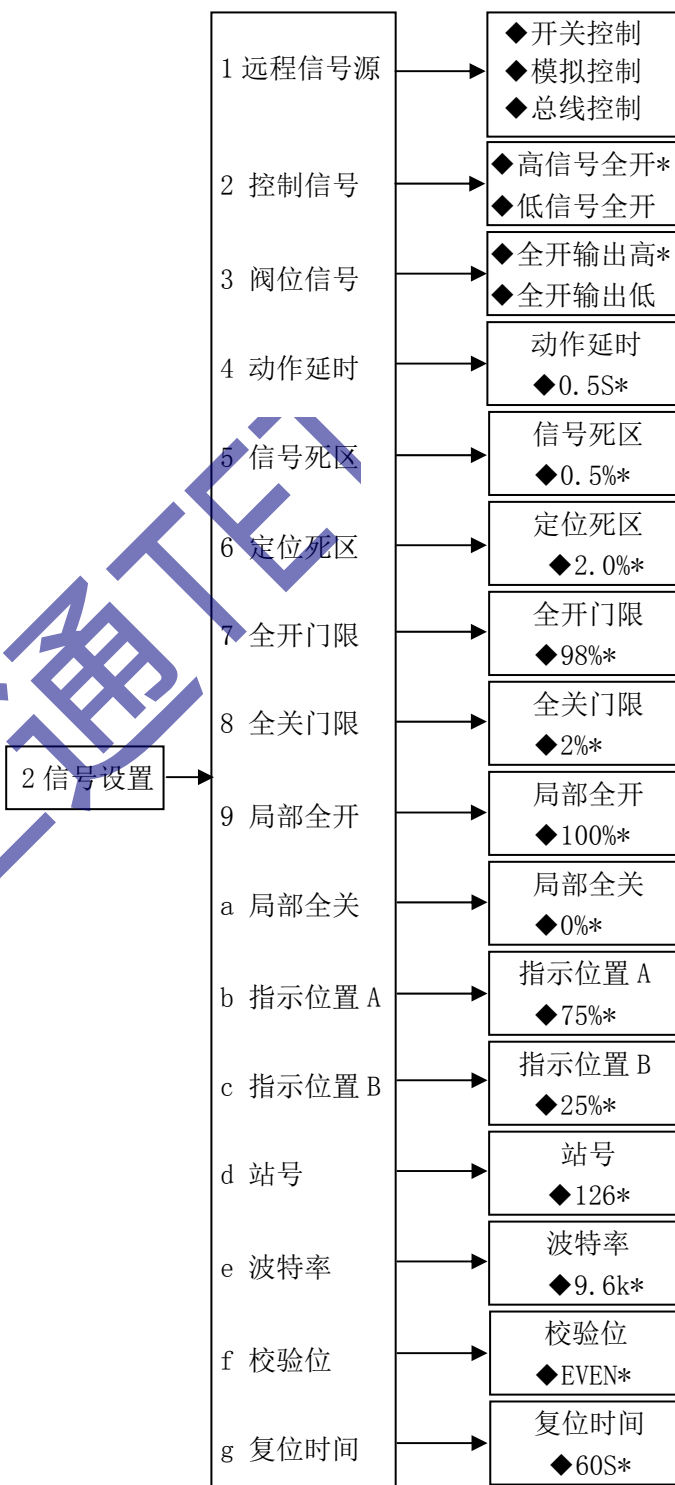 1 远程信号源
◆开关控制
◆模拟控制
◆总线控制
2 控制信号
◆高信号全开*
◆低信号全开
3 阀位信号
◆全开输出高*
◆全开输出低
4 动作延时
动作延时
◆0.5S*
5 信号死区
信号死区
◆0.5%*
6 定位死区
定位死区
◆2.0%*
7 全开门限
全开门限
◆98%*
8 全关门限
全关门限
◆2%*
2 信号设置
9 局部全开
局部全开
◆100%*
a 局部全关
局部全关
◆0%*
b 指示位置 A
指示位置 A
◆75%*
c 指示位置 B
指示位置 B
◆25%*
d 站号
站号
◆126*
e 波特率
波特率
◆9.6k*
f 校验位
校验位
◆EVEN*
g 复位时间
复位时间
◆60S*
通TE